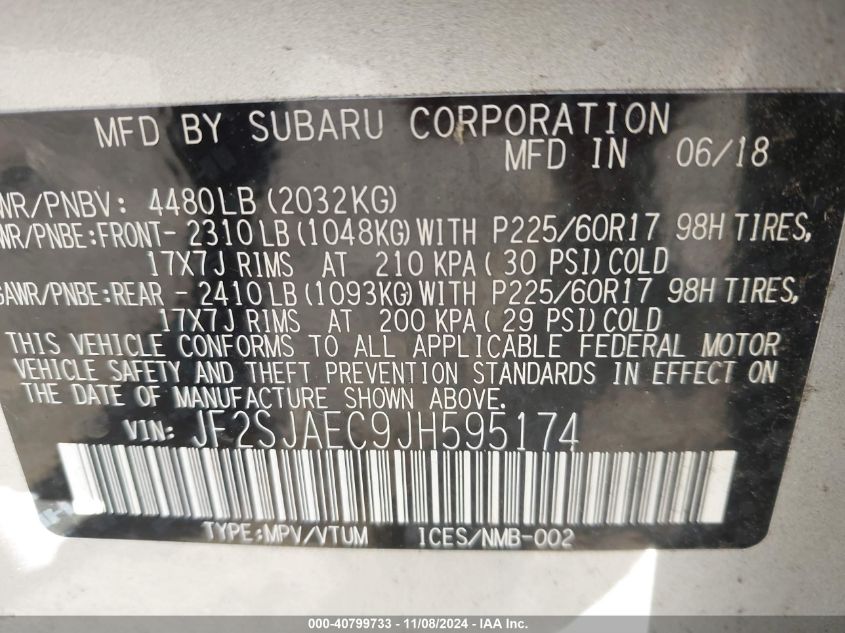 MFD BY SUBARU CORPORATION
MFD IN 06/18
WR/PNBV: 4480LB (2032KG)
WR/PNBE:FRONT- 2310 LB (1048KG) WITH P225/60R17 98H TIRES,
17X7J RIMS AT 210 KPA ( 30 PSI) COLD
GAWR/PNBE:REAR - 2410 LB (1093KG) WITH P225/60R17 98H TIRES,
17X7J RIMS AT 200 KPA ( 29 PSI) COLD
THIS VEHICLE CONFORMS TO ALL APPLICABLE FEDERAL MOTOR
VEHICLE SAFETY AND THEFT PREVENTION STANDARDS IN EFFECT ON
THE DATE OF MANUFACTURE SHOWN ABOVE.
VIN: JF2SJAEC9JH595174
TYPE:MPV/VTUM ICES/NMB-002
000-40799733 - 11/08/2024 - IAA Inc.